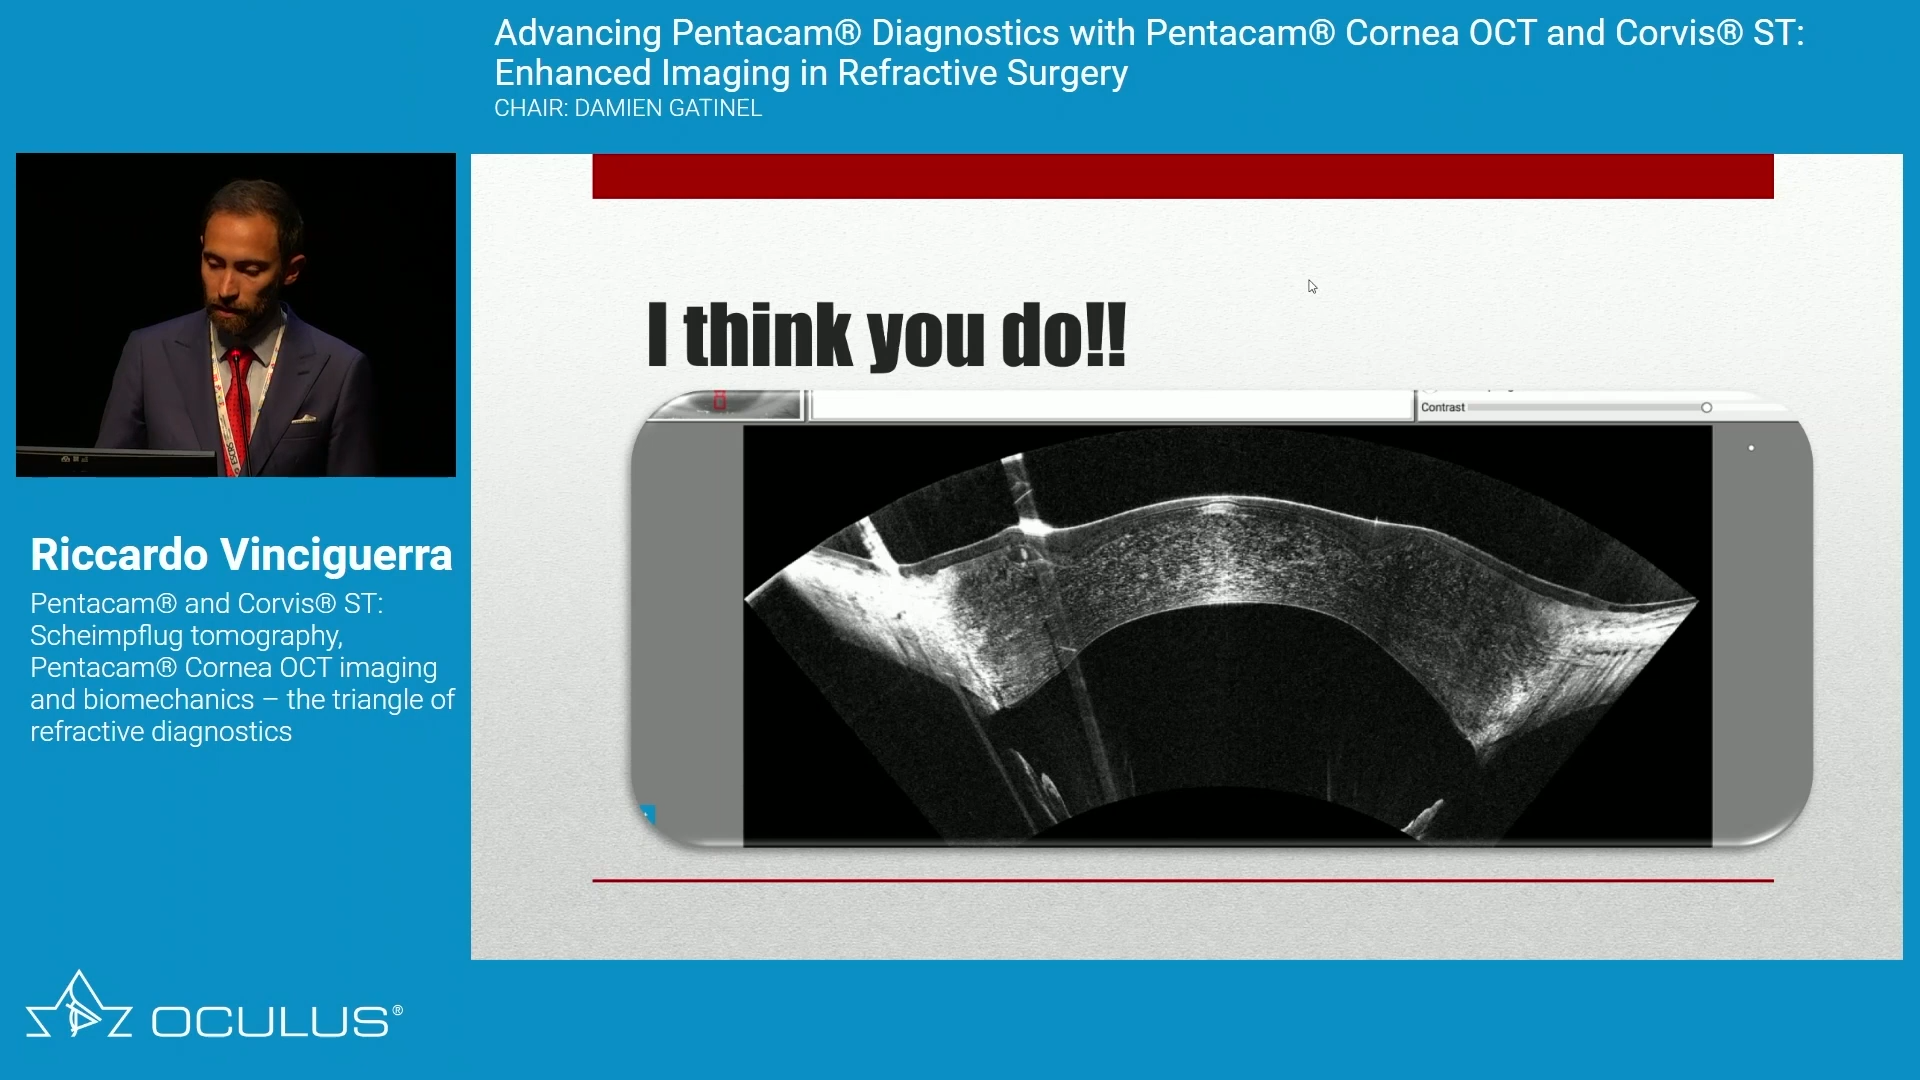 Advancing Pentacam® Diagnostics with Pentacam® Cornea OCT and Corvis® ST:
Enhanced Imaging in Refractive Surgery
CHAIR: DAMIEN GATINEL
I think you do!!
Contrast
Riccardo Vinciguerra
Pentacam® and Corvis® ST:
Scheimpflug tomography,
Pentacam® Cornea OCT imaging
and biomechanics – the triangle of
refractive diagnostics
OCULUS®